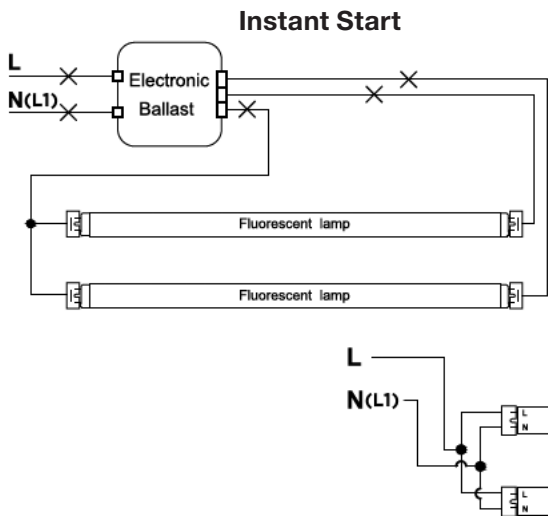 Instant Start
L
N(L1)
Electronic
Ballast
Fluorescent lamp
Fluorescent lamp
L
N(L1)
L
N
L
N